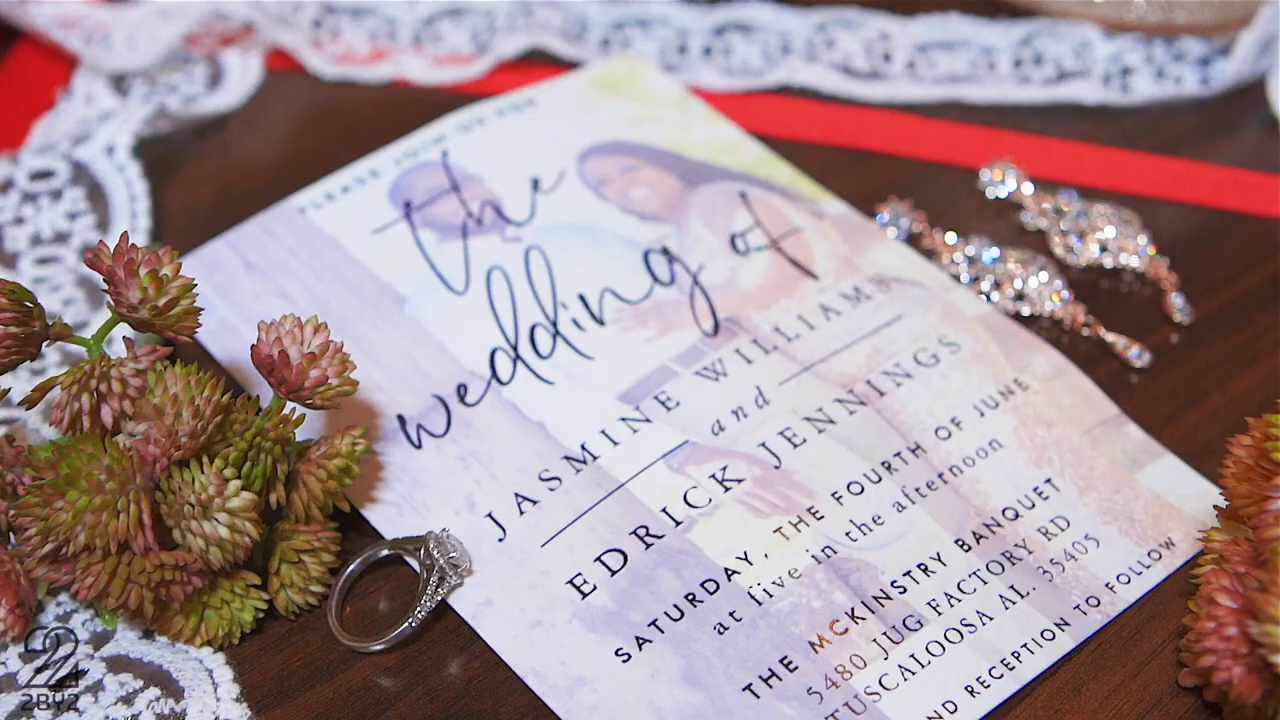 PLEASE JOIN US FOR
the
wedding of
JASMINE WILLIAMS
and
EDRICK JENNINGS
SATURDAY, THE FOURTH OF JUNE
at five in the afternoon
THE MCKINSTRY BANQUET
5480 JUG FACTORY RD
TUSCALOOSA AL. 35405
ND RECEPTION TO FOLLOW
2BY2